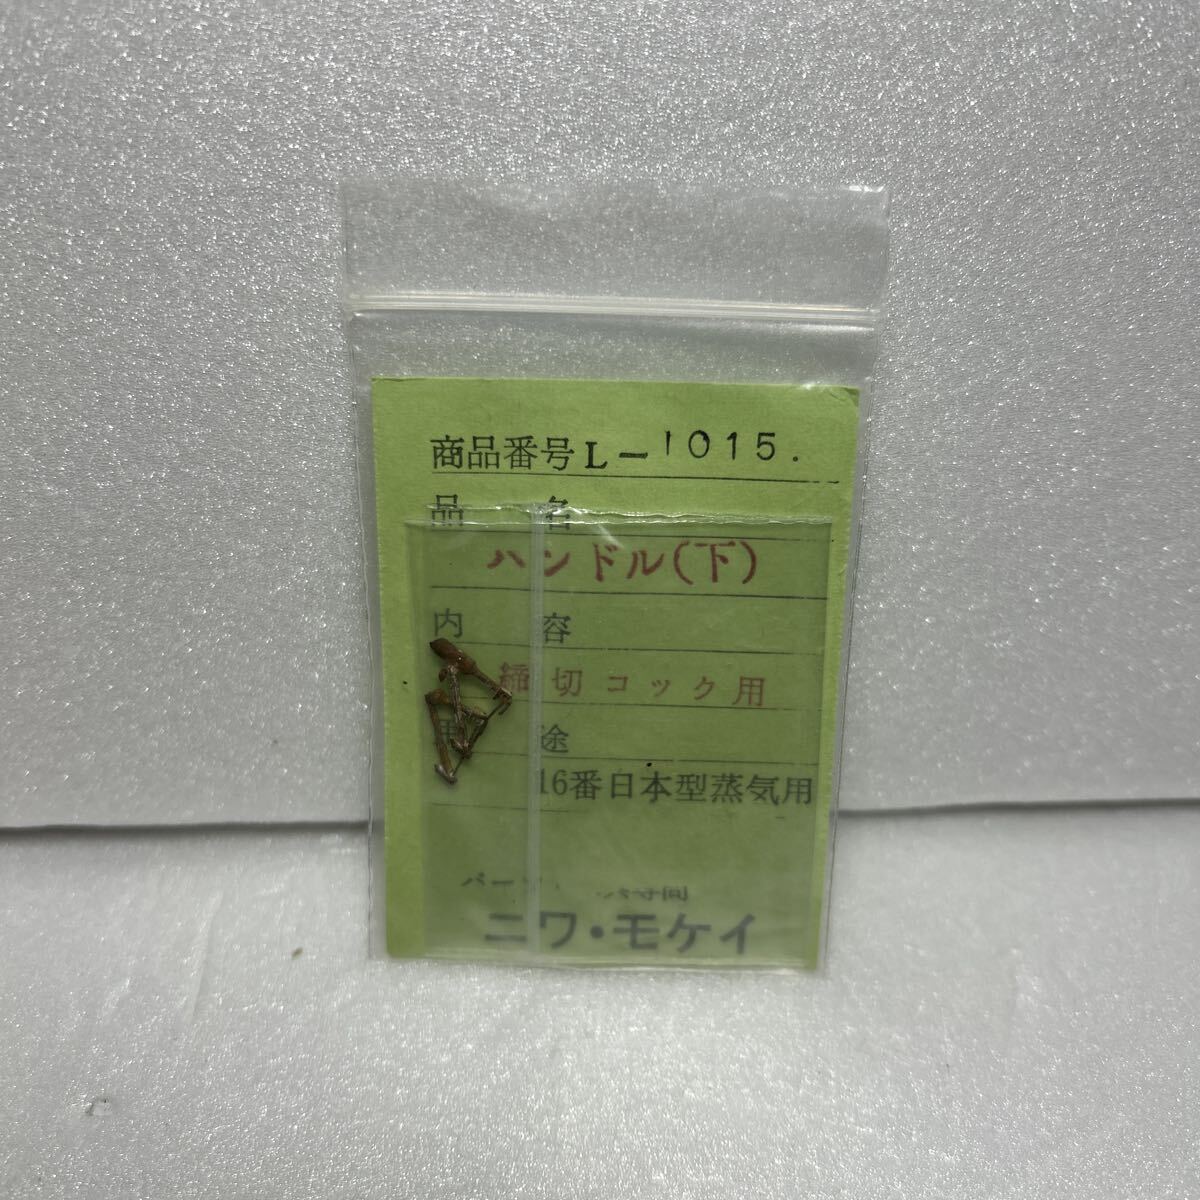 商品番号L-1015.
品 名
ハンドル(下)
内 容
締切コック用
途
16番日本型蒸気用
ニワ・モケイ